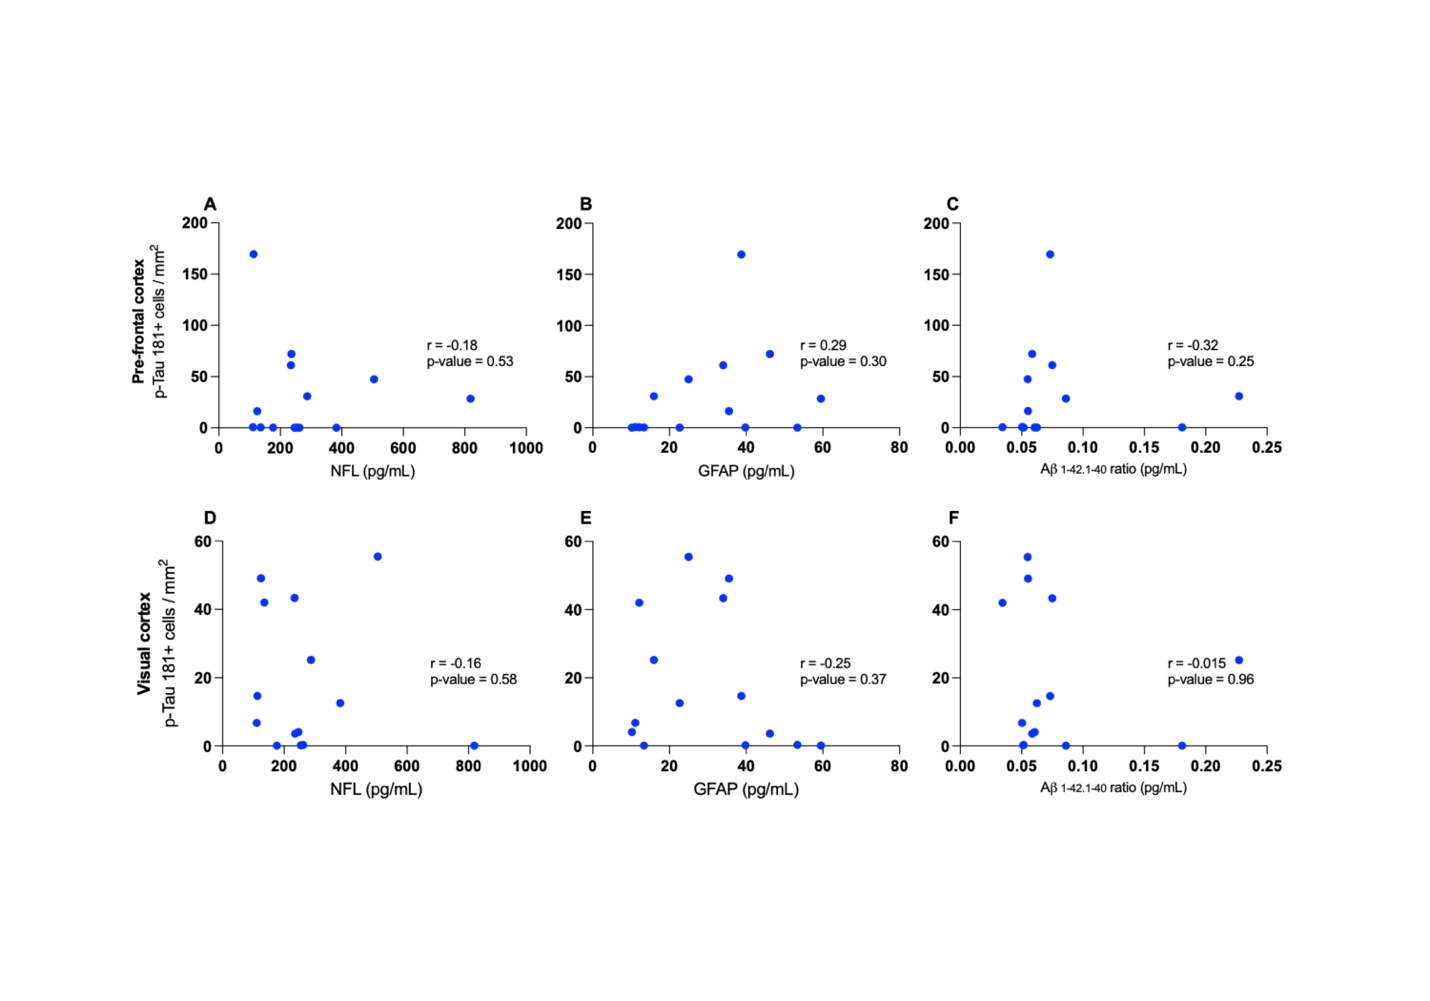 A
Pre-frontal cortex
p-Tau 181+ cells / mm2
200
150
100
50
0
r = -0.18
p-value = 0.53
0 200 400 600 800 1000
NFL (pg/mL)
B
200
150
100
50
0
r = 0.29
p-value = 0.30
0 20 40 60 80
GFAP (pg/mL)
C
200
150
100
50
0
r = -0.32
p-value = 0.25
0.00 0.05 0.10 0.15 0.20 0.25
Aβ 1-42.1-40 ratio (pg/mL)
D
Visual cortex
p-Tau 181+ cells / mm2
60
40
20
0
r = -0.16
p-value = 0.58
0 200 400 600 800 1000
NFL (pg/mL)
E
60
40
20
0
r = -0.25
p-value = 0.37
0 20 40 60 80
GFAP (pg/mL)
F
60
40
20
0
r = -0.015
p-value = 0.96
0.00 0.05 0.10 0.15 0.20 0.25
Aβ 1-42.1-40 ratio (pg/mL)